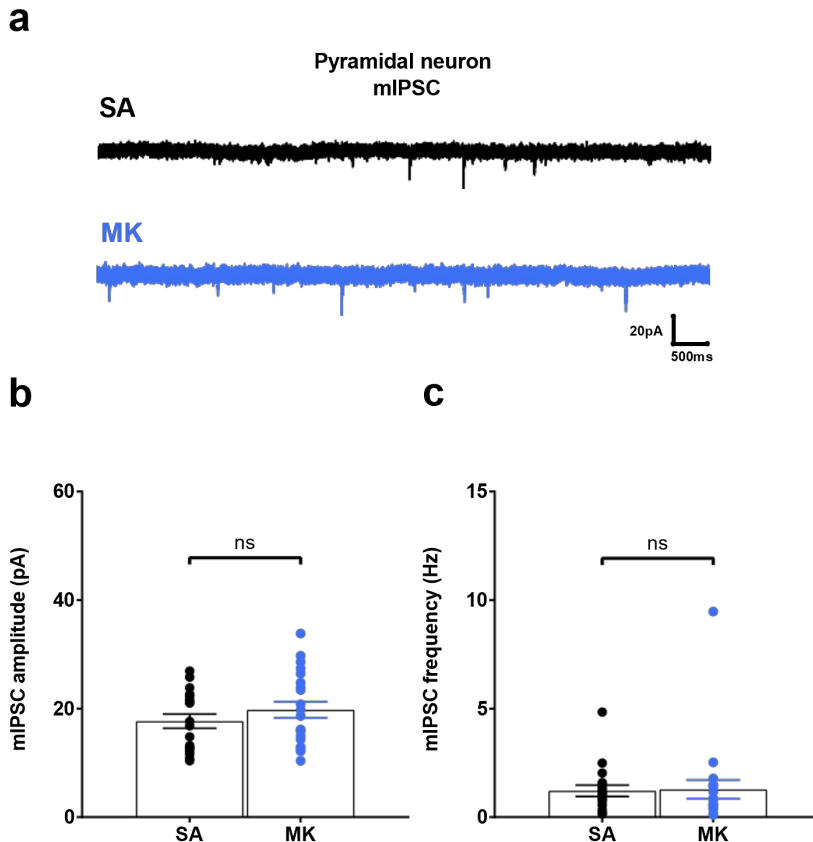 a
Pyramidal neuron
mIPSC
SA
MK
20pA
500ms
b
mIPSC amplitude (pA)
60
40
20
0
ns
SA
MK
c
mIPSC frequency (Hz)
15
10
5
0
ns
SA
MK